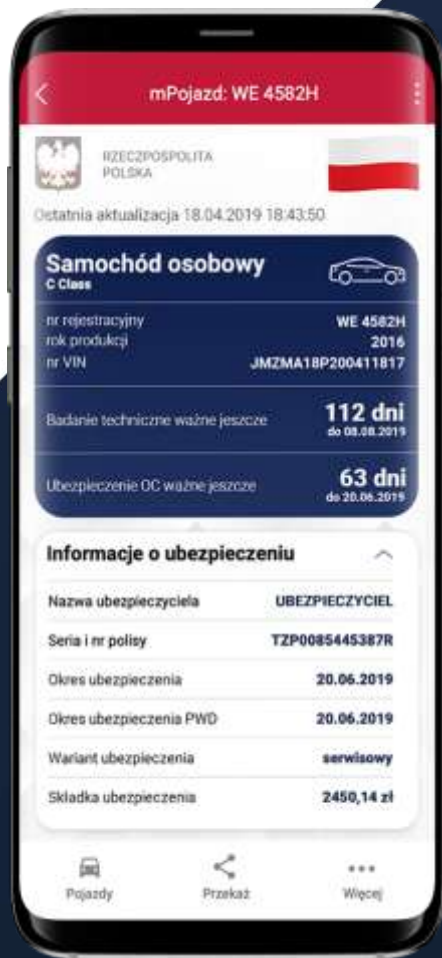 mPojazd: WE 4582H
RZECZPOSPOLITA
POLSKA
Ostatnia aktualizacja 18.04.2019 18:43:50
Samochód osobowy
C Class
nr rejestracyjny WE 4582H
rok produkcji 2016
nr VIN JMZMA18P200411817
Badanie techniczne ważne jeszcze 112 dni
do 08.08.2019
Ubezpieczenie OC ważne jeszcze 63 dni
do 20.06.2019
Informacje o ubezpieczeniu
Nazwa ubezpieczyciela UBEZPIECZYCIEL
Seria i nr polisy TZP0085445387R
Okres ubezpieczenia 20.06.2019
Okres ubezpieczenia PWD 20.06.2019
Wariant ubezpieczenia serwisowy
Składka ubezpieczenia 2450,14 zł
Pojazdy Przekaż Więcej